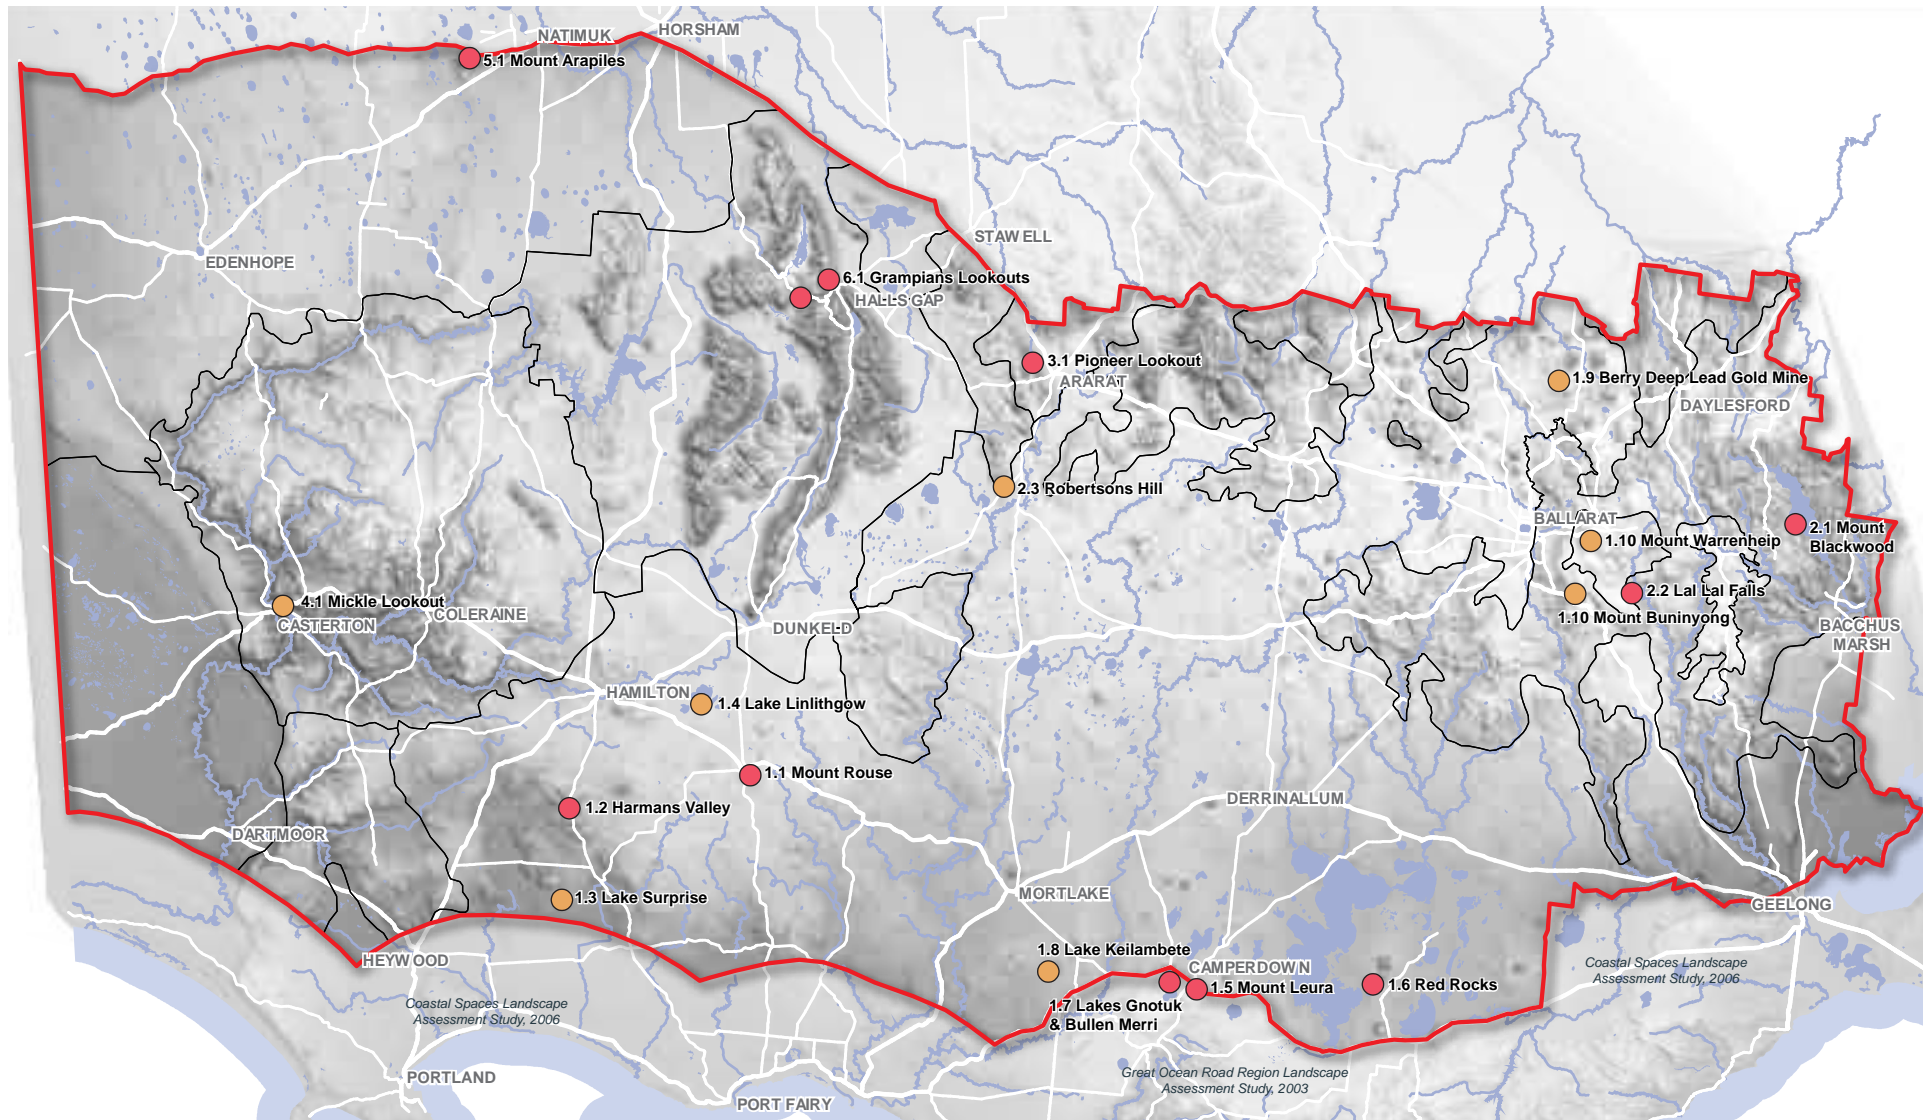 HORSHAM
NATIMUK
5.1 Mount Arapiles
STAWELL
EDENHOPE
6.1 Grampians Lookouts
HALLS GAP
3.1 Pioneer Lookout
ARARAT
1.9 Berry Deep Lead Gold Mine
DAYLESFORD
2.3 Robertsons Hill
BALLARAT
2.1 Mount
Blackwood
1.10 Mount Warrenheip
2.2 Lal Lal Falls
1.10 Mount Buninyong
4.1 Mickle Lookout
CASTERTON
COLERAINE
DUNKELD
BACCHUS
MARSH
HAMILTON
1.4 Lake Linlithgow
1.1 Mount Rouse
1.2 Harmans Valley
DERRINALLUM
DARTMOOR
1.3 Lake Surprise
MORTLAKE
GEELONG
1.8 Lake Keilambete
HEYWOOD
CAMPERDOWN
1.5 Mount Leura
1.6 Red Rocks
1.7 Lakes Gnotuk
& Bullen Merri
Coastal Spaces Landscape
Assessment Study, 2006
Coastal Spaces Landscape
Assessment Study, 2006
Great Ocean Road Region Landscape
Assessment Study, 2003
PORTLAND
PORT FAIRY